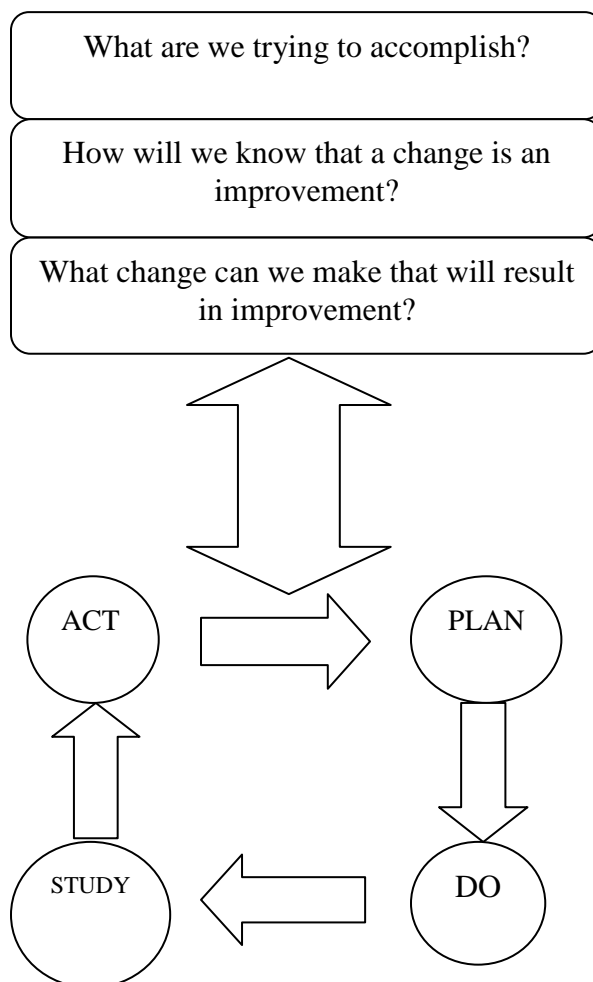 What are we trying to accomplish?
How will we know that a change is an
improvement?
What change can we make that will result
in improvement?
ACT
PLAN
STUDY
DO